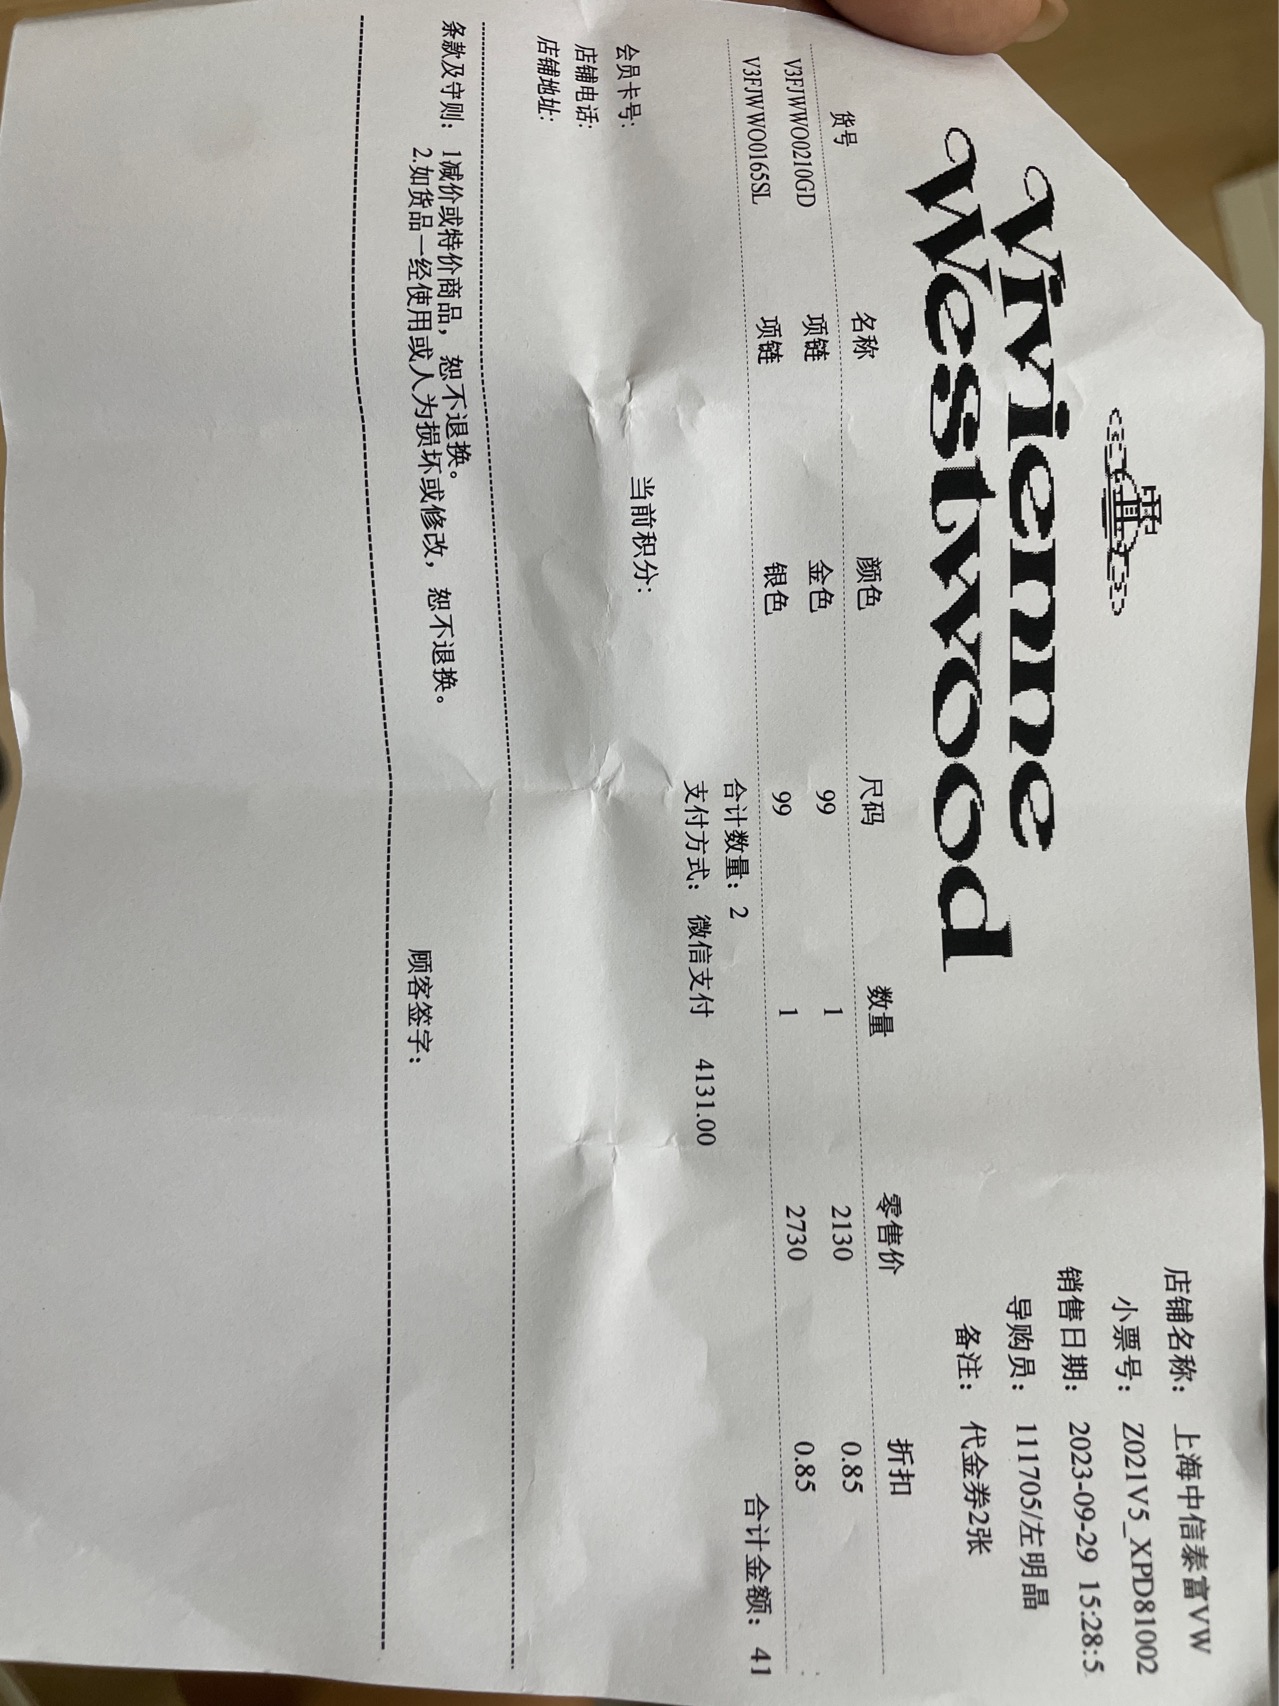 Vivienne
Westwood
店铺名称： 上海中信泰富VW
小票号： Z021V5_XPD81002
销售日期： 2023-09-29 15:28:5
导购员： 111705/左明晶
备注： 代金券2张
货号 名称 颜色 尺码 数量 零售价 折扣
V3FJWWO0210GD 项链 金色 99 1 2130 0.85
V3FJWWO0165SL 项链 银色 99 1 2730 0.85
合计数量：2 合计金额：41
支付方式： 微信支付 4131.00
会员卡号: 当前积分:
店铺电话:
店铺地址:
条款及守则： 1减价或特价商品，恕不退换。
2.如货品一经使用或人为损坏或修改，恕不退换。
顾客签字：